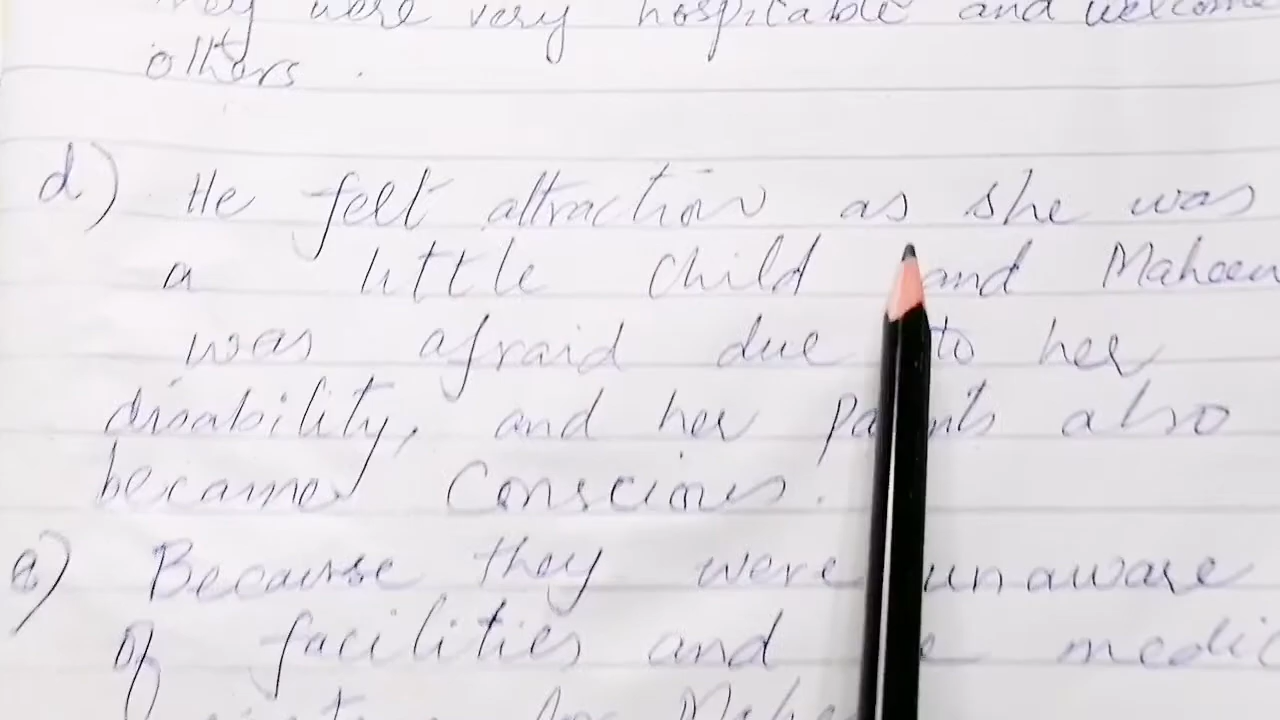 were very hospitable and welcome
others.
d) He felt attraction as she was
a little child and Maheen
was afraid due to her
disability, and her parents also
became conscious.
e) Because they were unaware
of facilities and medic